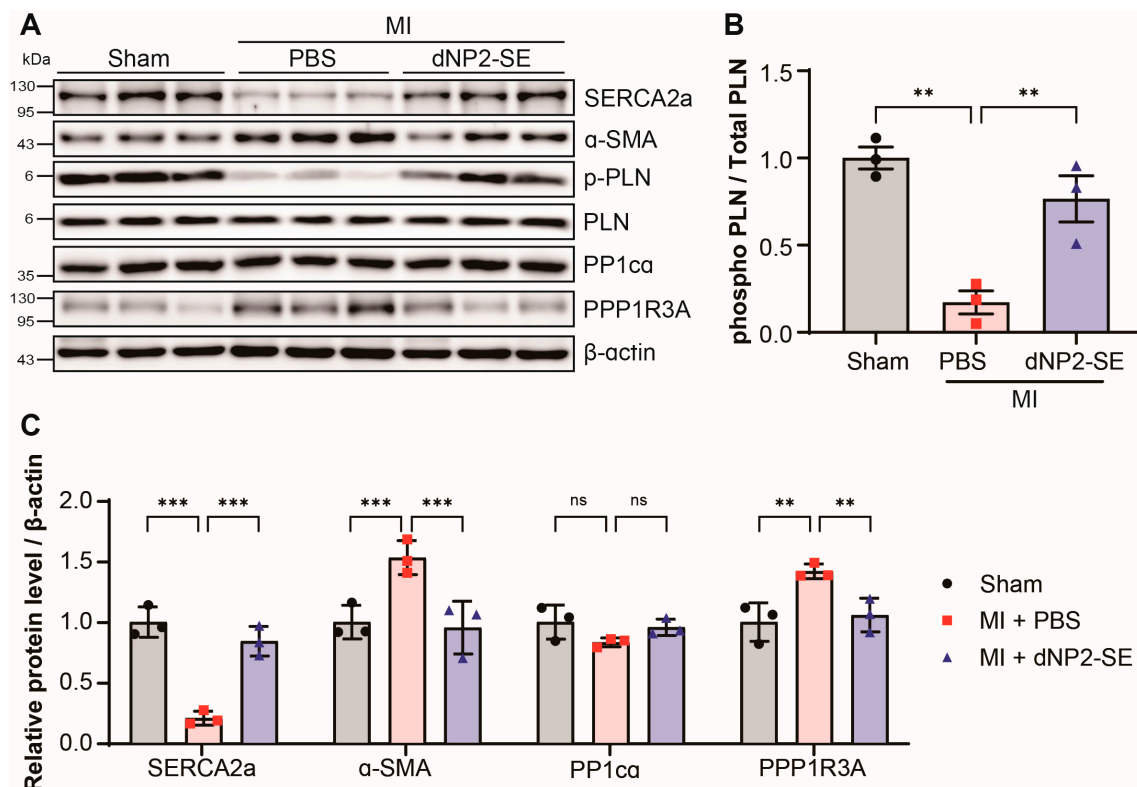 A
MI
kDa
Sham
PBS
dNP2-SE
130
95
SERCA2a
43
α-SMA
6
p-PLN
6
PLN
35
PP1cα
130
95
PPP1R3A
43
β-actin
B
phospho PLN / Total PLN
1.5
1.0
0.5
0.0
** **
Sham PBS dNP2-SE
MI
C
Relative protein level / β-actin
2.0
1.5
1.0
0.5
0.0
*** *** *** *** ns ns ** **
SERCA2a α-SMA PP1cα PPP1R3A
Sham
MI + PBS
MI + dNP2-SE